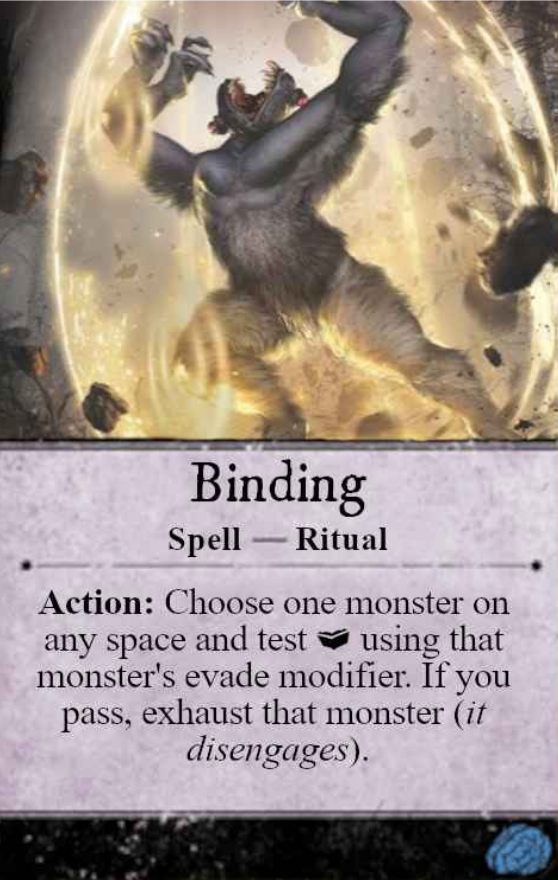 Binding
Spell — Ritual
Action: Choose one monster on
any space and test using that
monster's evade modifier. If you
pass, exhaust that monster (it
disengages).